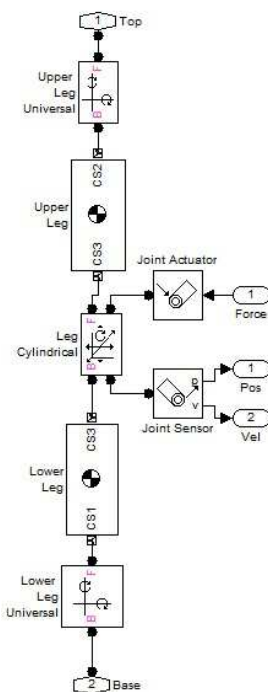 1
Top
F
B
Upper
Leg
Universal
CS2
CS3
Upper
Leg
Joint Actuator
1
Force
F
B
Leg
Cylindrical
p
v
Joint Sensor
1
Pos
2
Vel
CS3
CS1
Lower
Leg
F
B
Lower
Leg
Universal
2
Base